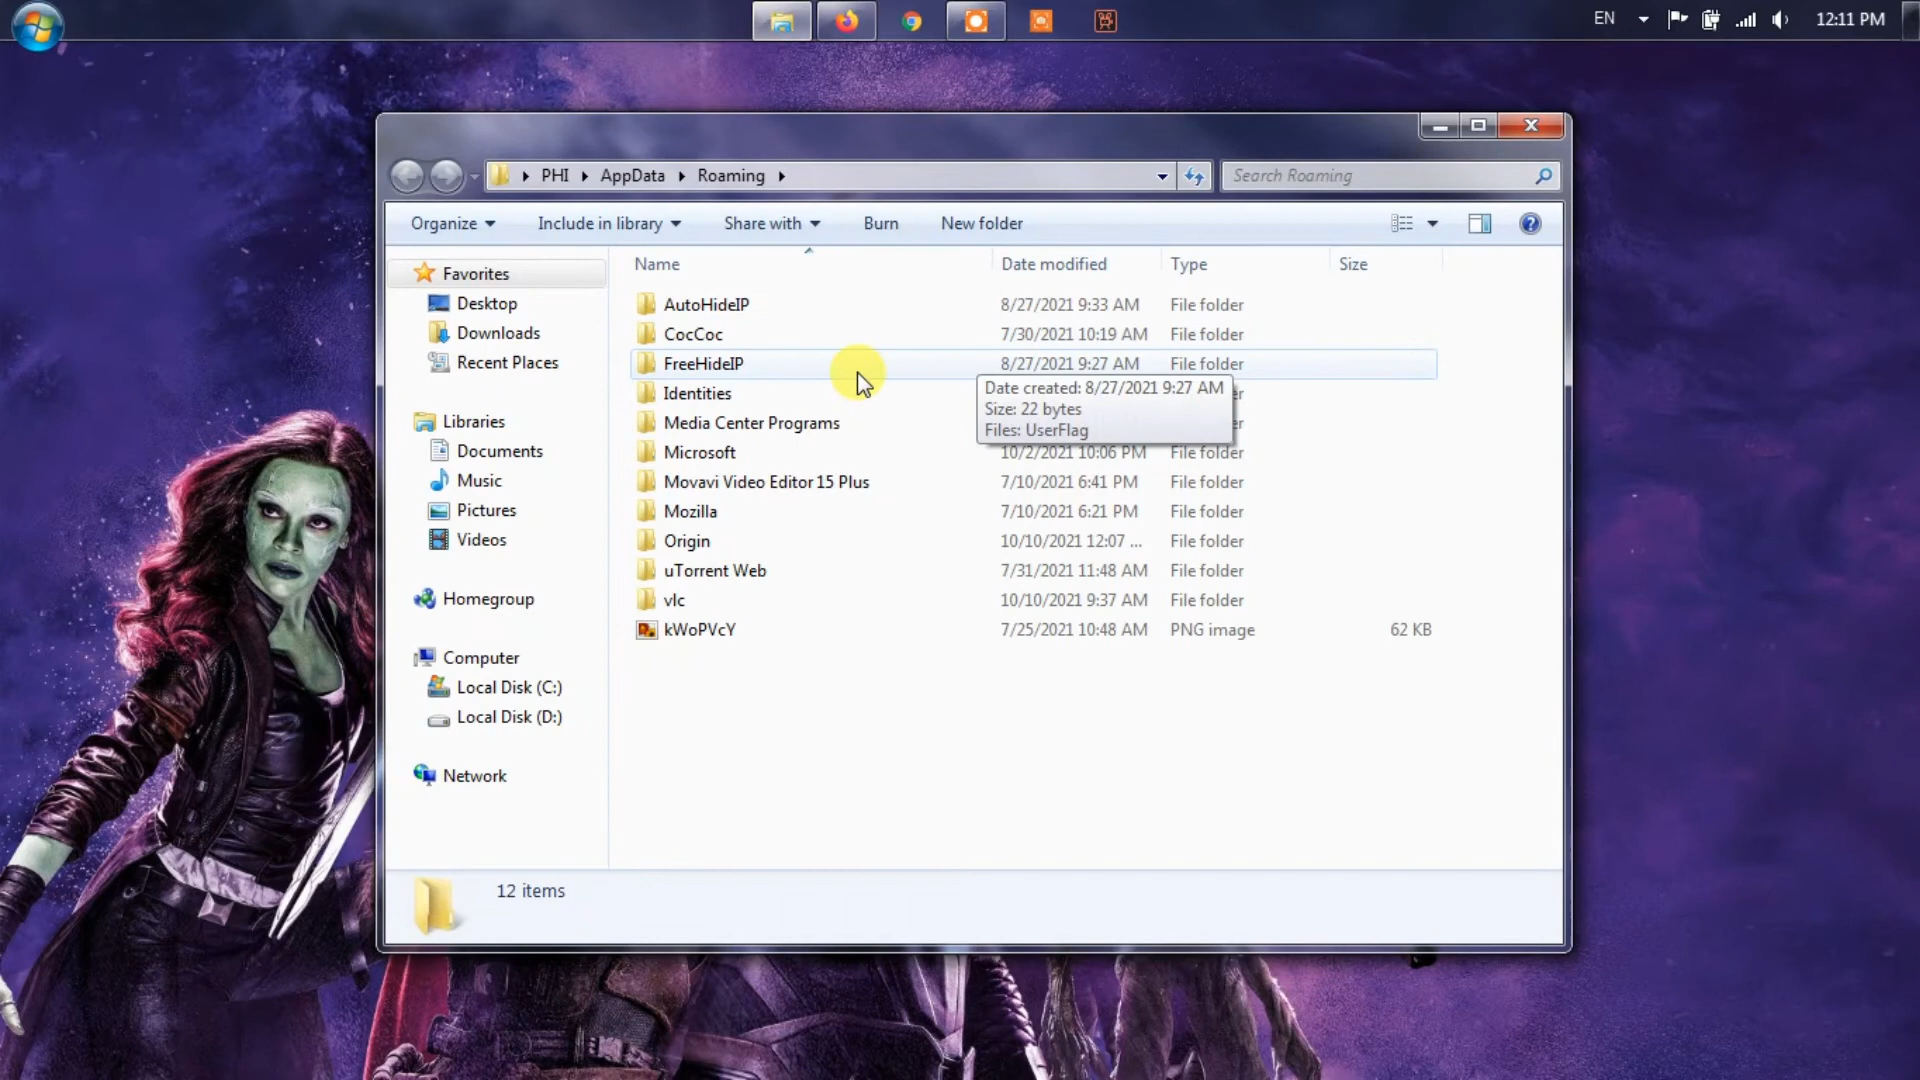 EN 12:11 PM
PHI AppData Roaming Search Roaming
Organize Include in library Share with Burn New folder
Name Date modified Type Size
Favorites
Desktop
Downloads
Recent Places
Libraries
Documents
Music
Pictures
Videos
Homegroup
Computer
Local Disk (C:)
Local Disk (D:)
Network
AutoHideIP 8/27/2021 9:33 AM File folder
CocCoc 7/30/2021 10:19 AM File folder
FreeHideIP 8/27/2021 9:27 AM File folder
Identities
Media Center Programs
Microsoft 10/2/2021 10:06 PM File folder
Movavi Video Editor 15 Plus 7/10/2021 6:41 PM File folder
Mozilla 7/10/2021 6:21 PM File folder
Origin 10/10/2021 12:07 ... File folder
uTorrent Web 7/31/2021 11:48 AM File folder
vlc 10/10/2021 9:37 AM File folder
kWoPVcY 7/25/2021 10:48 AM PNG image 62 KB
Date created: 8/27/2021 9:27 AM
Size: 22 bytes
Files: UserFlag
12 items